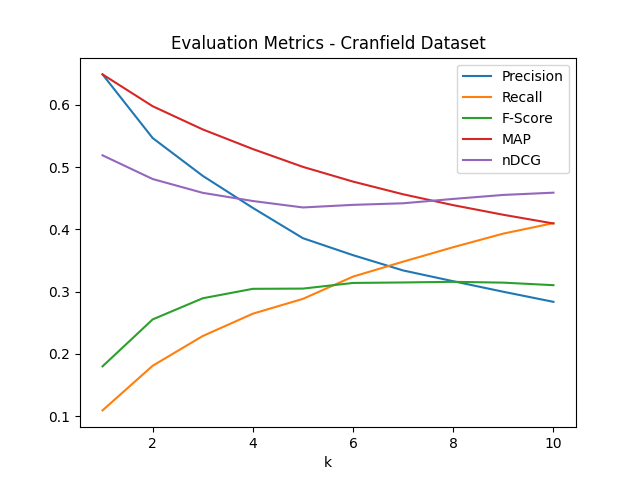 Evaluation Metrics - Cranfield Dataset
Precision
Recall
F-Score
MAP
nDCG
0.6
0.5
0.4
0.3
0.2
0.1
2 4 6 8 10
k